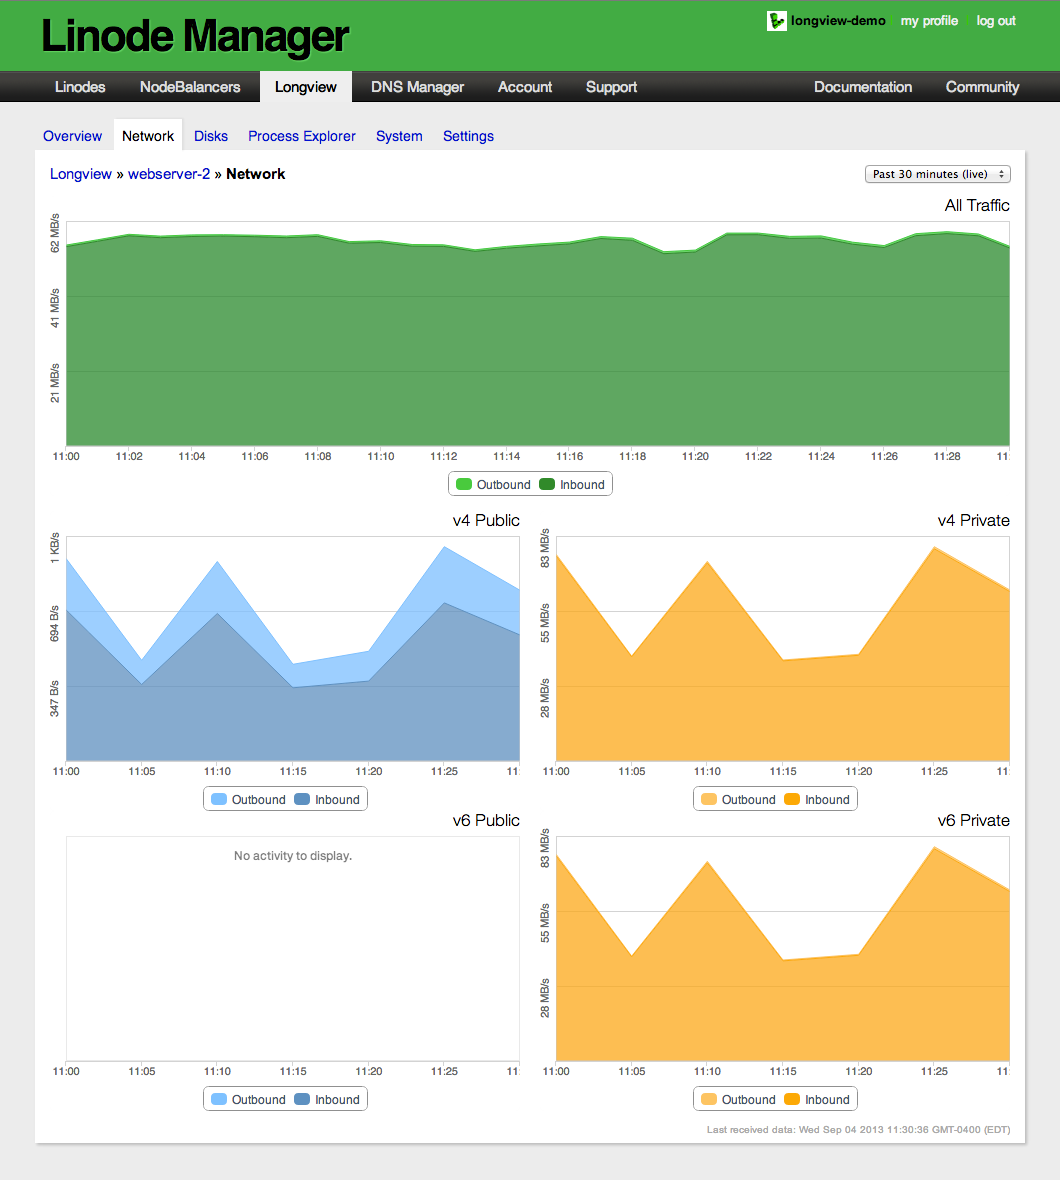 Linode Manager
longview-demo my profile log out
Linodes NodeBalancers Longview DNS Manager Account Support Documentation Community
Overview Network Disks Process Explorer System Settings
Longview » webserver-2 » Network
Past 30 minutes (live)
All Traffic
62 MB/s
41 MB/s
21 MB/s
11:00 11:02 11:04 11:06 11:08 11:10 11:12 11:14 11:16 11:18 11:20 11:22 11:24 11:26 11:28 11:
Outbound Inbound
v4 Public
1 KB/s
694 B/s
347 B/s
11:00 11:05 11:10 11:15 11:20 11:25 11:
Outbound Inbound
v4 Private
83 MB/s
55 MB/s
28 MB/s
11:00 11:05 11:10 11:15 11:20 11:25 11:
Outbound Inbound
v6 Public
No activity to display.
11:00 11:05 11:10 11:15 11:20 11:25 11:
Outbound Inbound
v6 Private
83 MB/s
55 MB/s
28 MB/s
11:00 11:05 11:10 11:15 11:20 11:25 11:
Outbound Inbound
Last received data: Wed Sep 04 2013 11:30:36 GMT-0400 (EDT)